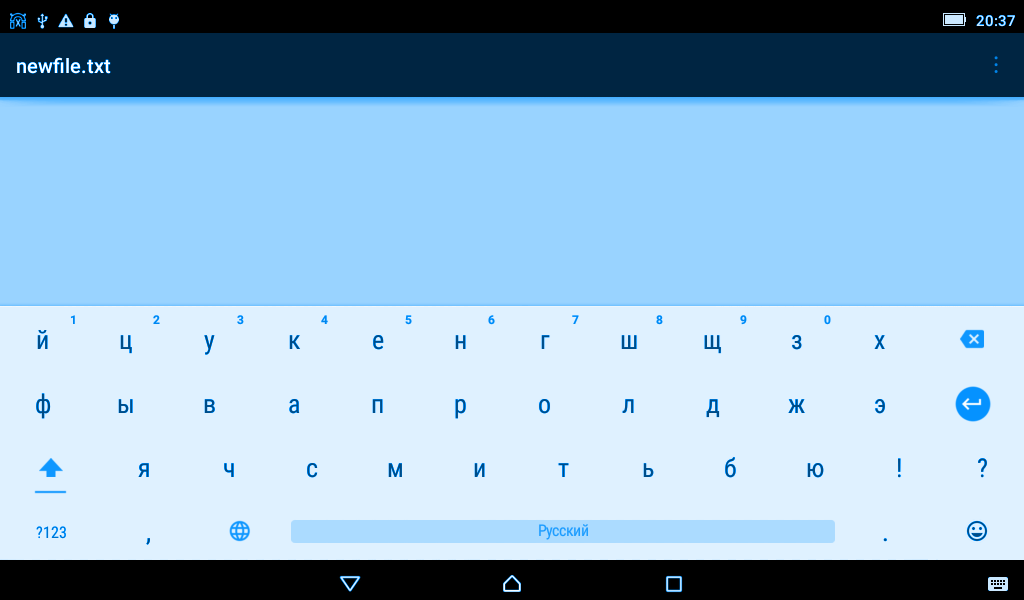 20:37
newfile.txt
1 2 3 4 5 6 7 8 9 0
й ц у к е н г ш щ з х
ф ы в а п р о л д ж э
я ч с м и т ь б ю ! ?
?123 , Русский .